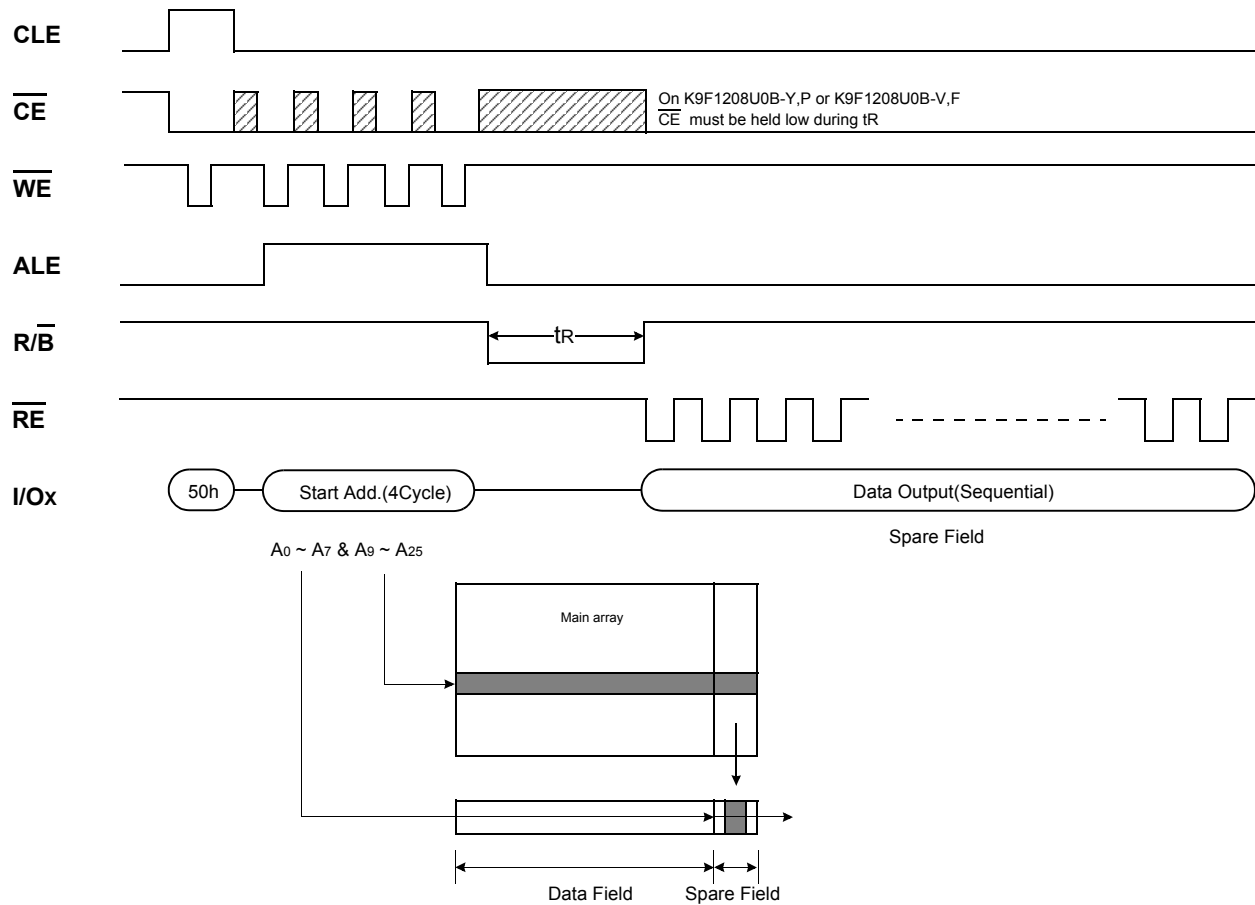 CLE
CE
On K9F1208U0B-Y,P or K9F1208U0B-V,F
CE must be held low during tR
WE
ALE
R/B
tR
RE
I/Ox
50h
Start Add.(4Cycle)
Data Output(Sequential)
A0 ~ A7 & A9 ~ A25
Spare Field
Main array
Data Field
Spare Field